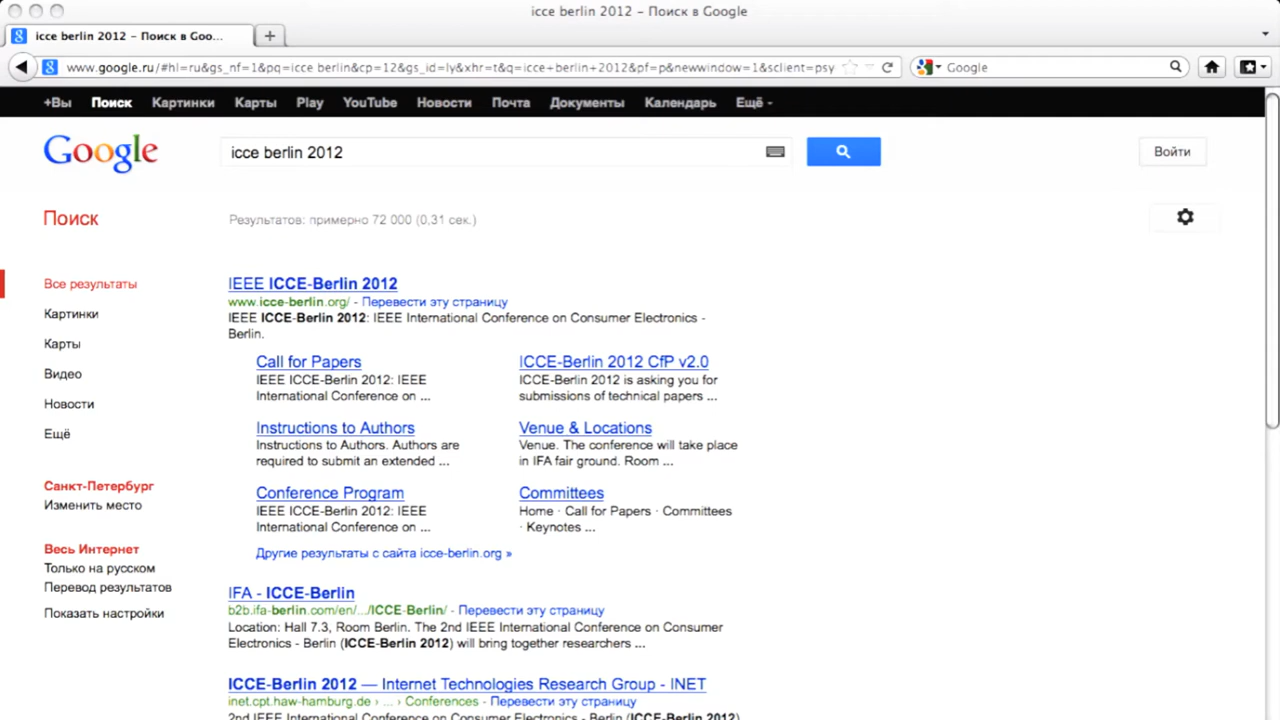 icce berlin 2012 – Поиск в Google
icce berlin 2012 – Поиск в Goo...
www.google.ru/#hl=ru&gs_nf=1&pq=icce berlin&cp=12&gs_id=ly&xhr=t&q=icce+berlin+2012&pf=p&newwindow=1&sclient=psy
Google
+Вы Поиск Картинки Карты Play YouTube Новости Почта Документы Календарь Ещё
Google
icce berlin 2012
Войти
Поиск
Результатов: примерно 72 000 (0,31 сек.)
Все результаты
Картинки
Карты
Видео
Новости
Ещё
Санкт-Петербург
Изменить место
Весь Интернет
Только на русском
Перевод результатов
Показать настройки
IEEE ICCE-Berlin 2012
www.icce-berlin.org/ - Перевести эту страницу
IEEE ICCE-Berlin 2012: IEEE International Conference on Consumer Electronics -
Berlin.
Call for Papers
IEEE ICCE-Berlin 2012: IEEE
International Conference on ...
ICCE-Berlin 2012 CfP v2.0
ICCE-Berlin 2012 is asking you for
submissions of technical papers ...
Instructions to Authors
Instructions to Authors. Authors are
required to submit an extended ...
Venue & Locations
Venue. The conference will take place
in IFA fair ground. Room ...
Conference Program
IEEE ICCE-Berlin 2012: IEEE
International Conference on ...
Committees
Home · Call for Papers · Committees
· Keynotes ...
Другие результаты с сайта icce-berlin.org »
IFA - ICCE-Berlin
b2b.ifa-berlin.com/en/.../ICCE-Berlin/ - Перевести эту страницу
Location: Hall 7.3, Room Berlin. The 2nd IEEE International Conference on Consumer
Electronics - Berlin (ICCE-Berlin 2012) will bring together researchers ...
ICCE-Berlin 2012 — Internet Technologies Research Group - INET
inet.cpt.haw-hamburg.de › ... › Conferences - Перевести эту страницу
2nd IEEE International Conference on Consumer Electronics - Berlin (ICCE-Berlin 2012)